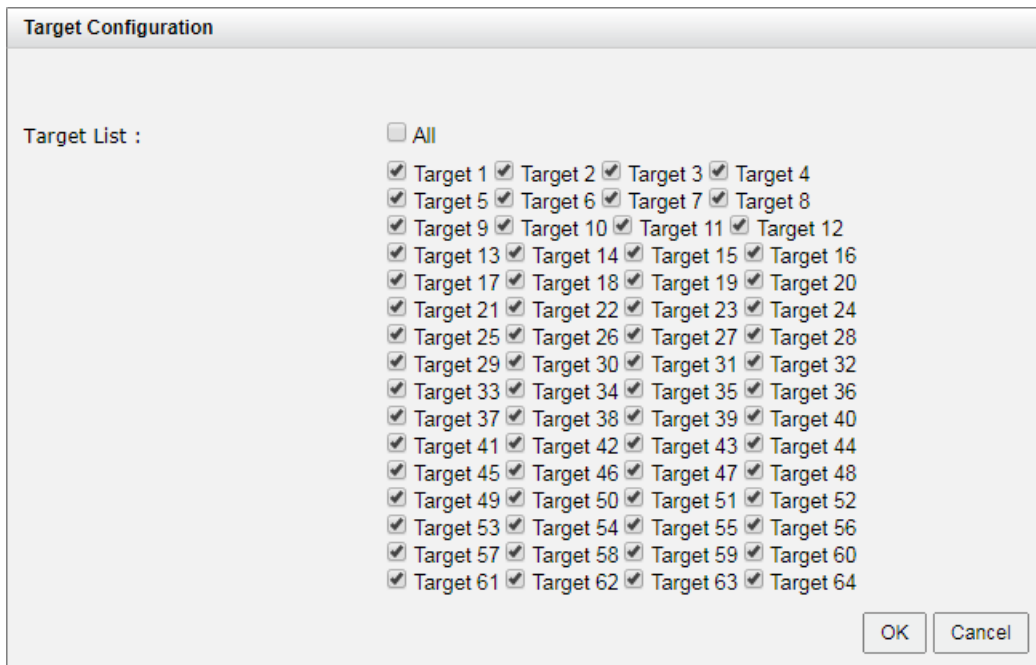 Target Configuration
Target List :
All
Target 1 Target 2 Target 3 Target 4
Target 5 Target 6 Target 7 Target 8
Target 9 Target 10 Target 11 Target 12
Target 13 Target 14 Target 15 Target 16
Target 17 Target 18 Target 19 Target 20
Target 21 Target 22 Target 23 Target 24
Target 25 Target 26 Target 27 Target 28
Target 29 Target 30 Target 31 Target 32
Target 33 Target 34 Target 35 Target 36
Target 37 Target 38 Target 39 Target 40
Target 41 Target 42 Target 43 Target 44
Target 45 Target 46 Target 47 Target 48
Target 49 Target 50 Target 51 Target 52
Target 53 Target 54 Target 55 Target 56
Target 57 Target 58 Target 59 Target 60
Target 61 Target 62 Target 63 Target 64
OK Cancel